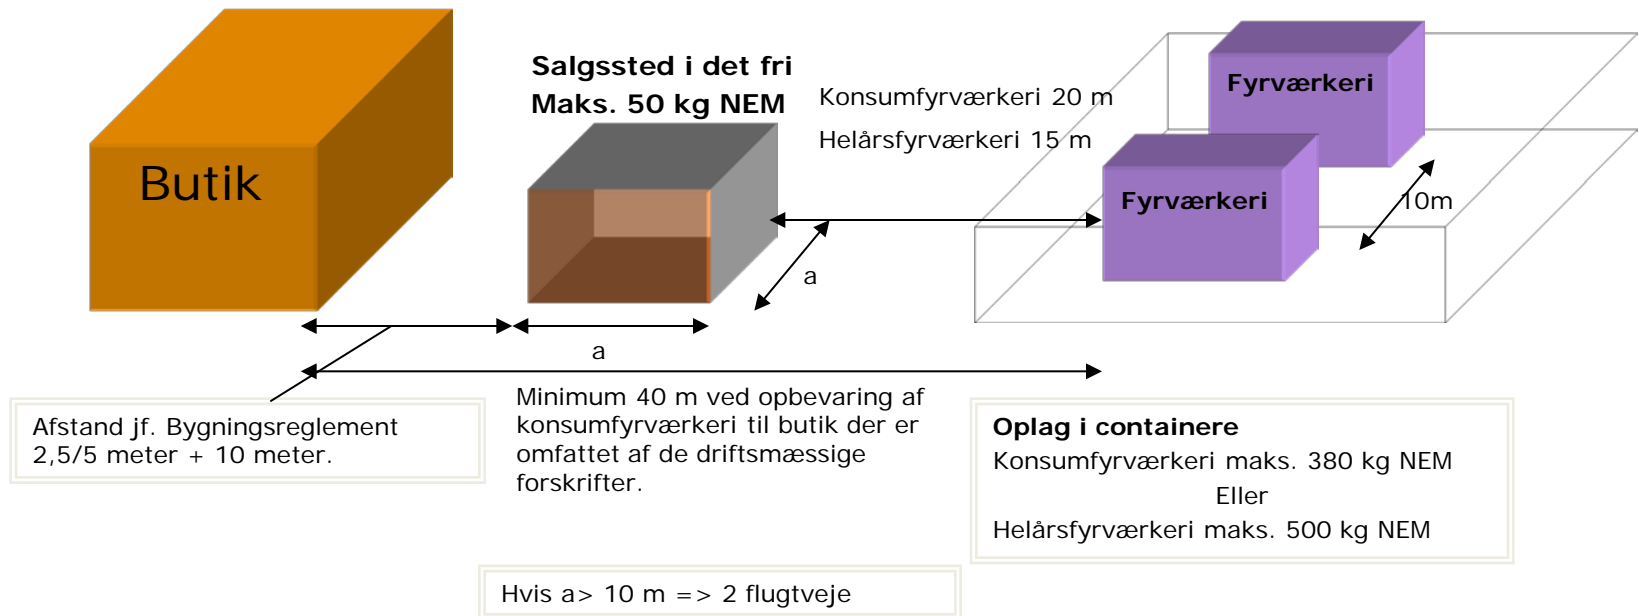 Butik
Salgssted i det fri
Maks. 50 kg NEM
Konsumfyrværkeri 20 m
Helårsfyrværkeri 15 m
Fyrværkeri
Fyrværkeri
10m
a
a
Afstand jf. Bygningsreglement
2,5/5 meter + 10 meter.
Minimum 40 m ved opbevaring af
konsumfyrværkeri til butik der er
omfattet af de driftsmæssige
forskrifter.
Oplag i containere
Konsumfyrværkeri maks. 380 kg NEM
Eller
Helårsfyrværkeri maks. 500 kg NEM
Hvis a> 10 m => 2 flugtveje